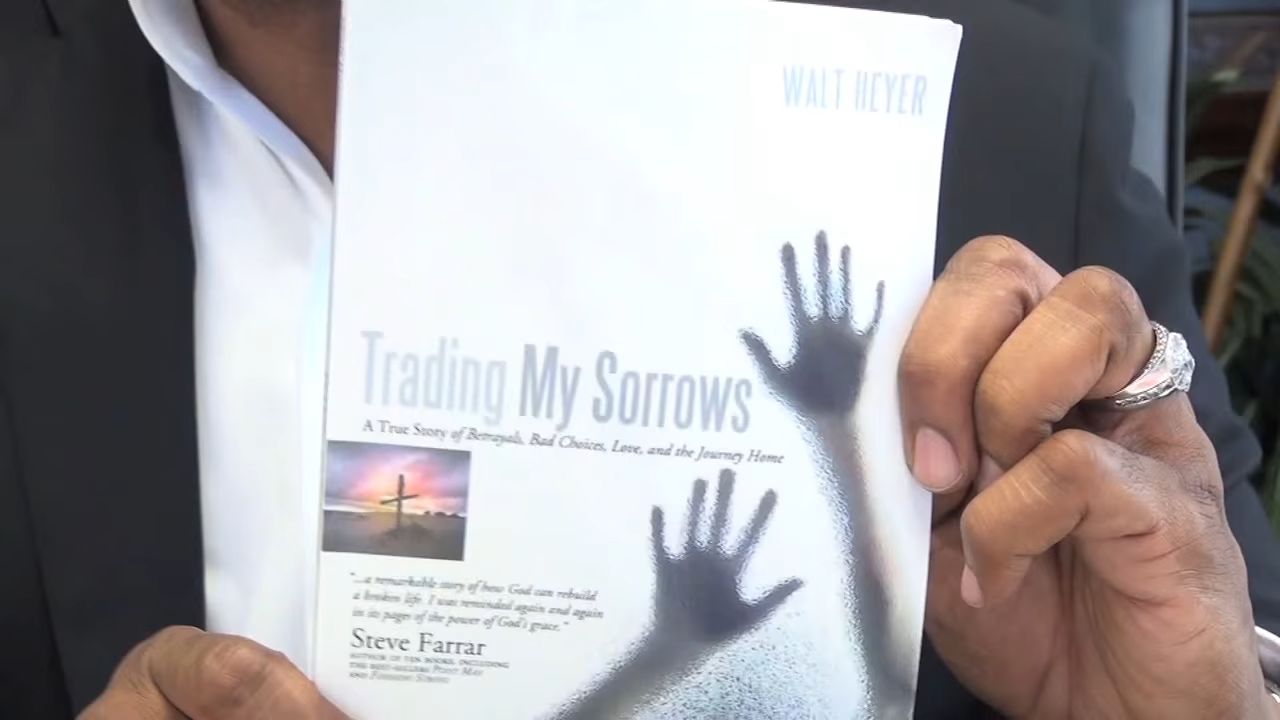 WALT HEYER
Trading My Sorrows
A True Story of Betrayals, Bad Choices, Love, and the Journey Home
"...a remarkable story of how God can rebuild
a broken life. I was reminded again and again
in its pages of the power of God's grace."
Steve Farrar
AUTHOR OF TEN BOOKS, INCLUDING
THE BEST-SELLERS POINT MAN
AND FINISHING STRONG